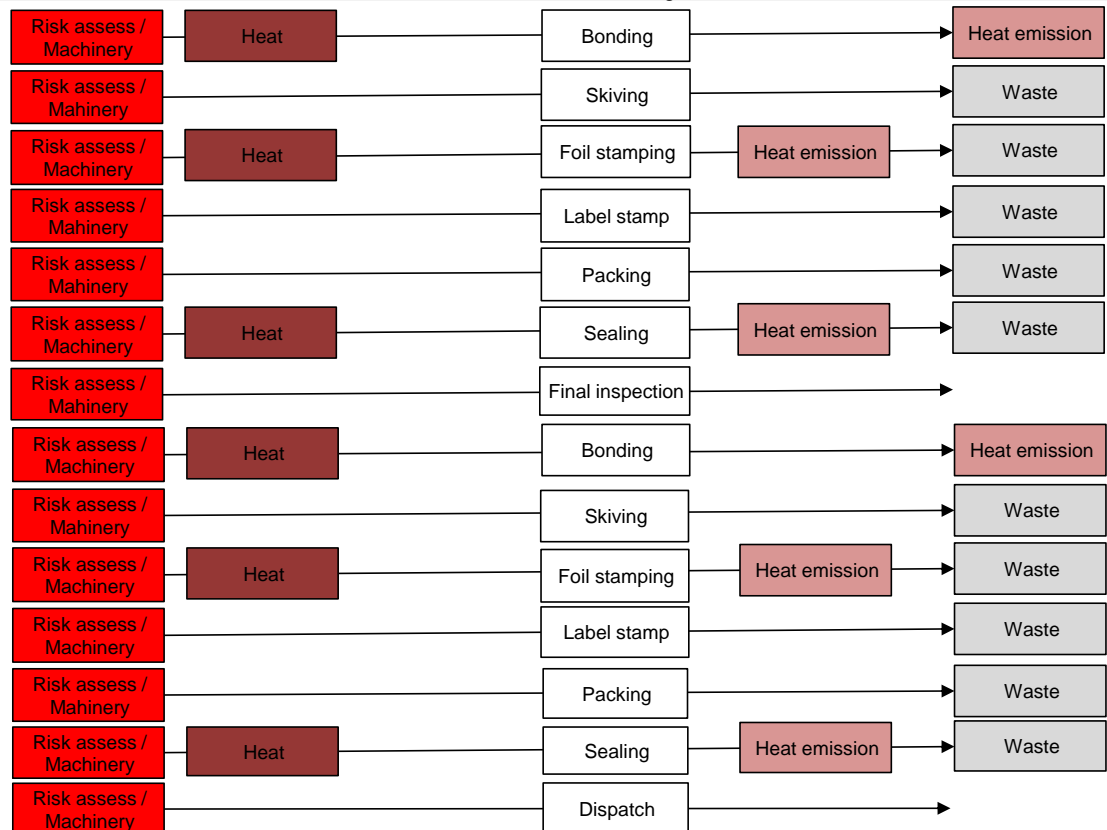 Risk assess /
Machinery
Heat
Bonding
Heat emission
Risk assess /
Mahinery
Skiving
Waste
Risk assess /
Machinery
Heat
Foil stamping
Heat emission
Waste
Risk assess /
Mahinery
Label stamp
Waste
Risk assess /
Mahinery
Packing
Waste
Risk assess /
Machinery
Heat
Sealing
Heat emission
Waste
Risk assess /
Mahinery
Final inspection
Risk assess /
Machinery
Heat
Bonding
Heat emission
Risk assess /
Mahinery
Skiving
Waste
Risk assess /
Machinery
Heat
Foil stamping
Heat emission
Waste
Risk assess /
Machinery
Label stamp
Waste
Risk assess /
Mahinery
Packing
Waste
Risk assess /
Machinery
Heat
Sealing
Heat emission
Waste
Risk assess /
Machinery
Dispatch